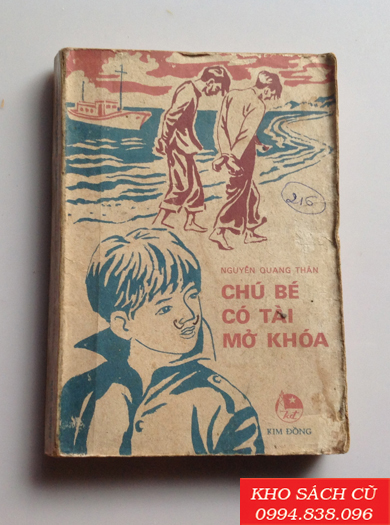 215
NGUYỄN QUANG THÂN
CHÚ BÉ
CÓ TÀI
MỞ KHÓA
KIM ĐỒNG
KHO SÁCH CŨ
0994.838.096